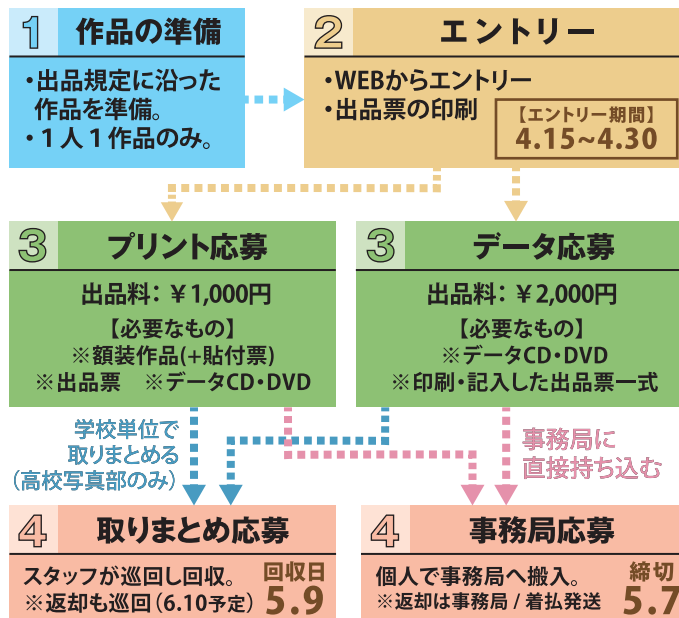 1 作品の準備
・出品規定に沿った
作品を準備。
・1人1作品のみ。
2 エントリー
・WEBからエントリー
・出品票の印刷
【エントリー期間】
4.15~4.30
3 プリント応募
出品料：￥1,000円
【必要なもの】
※額装作品(+貼付票)
※出品票　※データCD・DVD
3 データ応募
出品料：￥2,000円
【必要なもの】
※データCD・DVD
※印刷・記入した出品票一式
学校単位で
取りまとめる
（高校写真部のみ）
事務局に
直接持ち込む
4 取りまとめ応募
スタッフが巡回し回収。
※返却も巡回（6.10予定）
回収日
5.9
4 事務局応募
個人で事務局へ搬入。
※返却は事務局 / 着払発送
締切
5.7